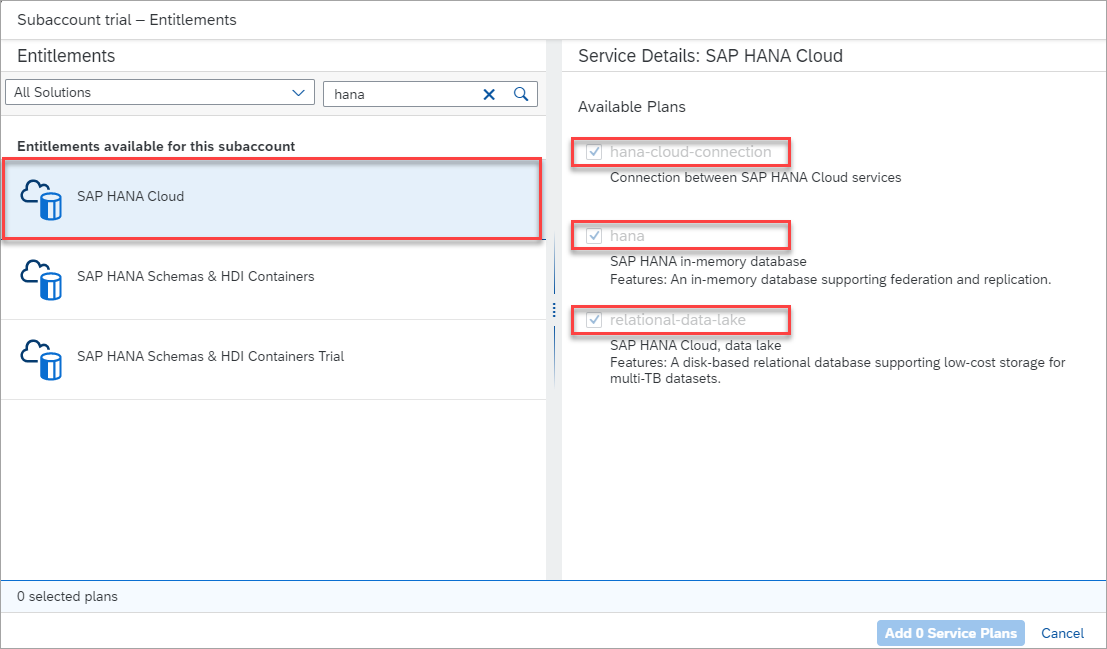 Subaccount trial – Entitlements
Entitlements
All Solutions
hana
Entitlements available for this subaccount
SAP HANA Cloud
SAP HANA Schemas & HDI Containers
SAP HANA Schemas & HDI Containers Trial
Service Details: SAP HANA Cloud
Available Plans
hana-cloud-connection
Connection between SAP HANA Cloud services
hana
SAP HANA in-memory database
Features: An in-memory database supporting federation and replication.
relational-data-lake
SAP HANA Cloud, data lake
Features: A disk-based relational database supporting low-cost storage for
multi-TB datasets.
0 selected plans
Add 0 Service Plans
Cancel